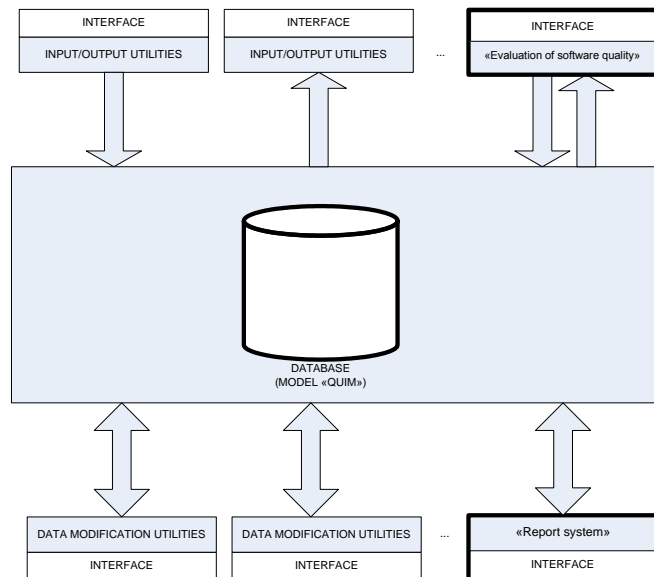 INTERFACE
INPUT/OUTPUT UTILITIES
INTERFACE
INPUT/OUTPUT UTILITIES
...
INTERFACE
«Evaluation of software quality»
DATABASE
(MODEL «QUIM»)
DATA MODIFICATION UTILITIES
INTERFACE
DATA MODIFICATION UTILITIES
INTERFACE
...
«Report system»
INTERFACE